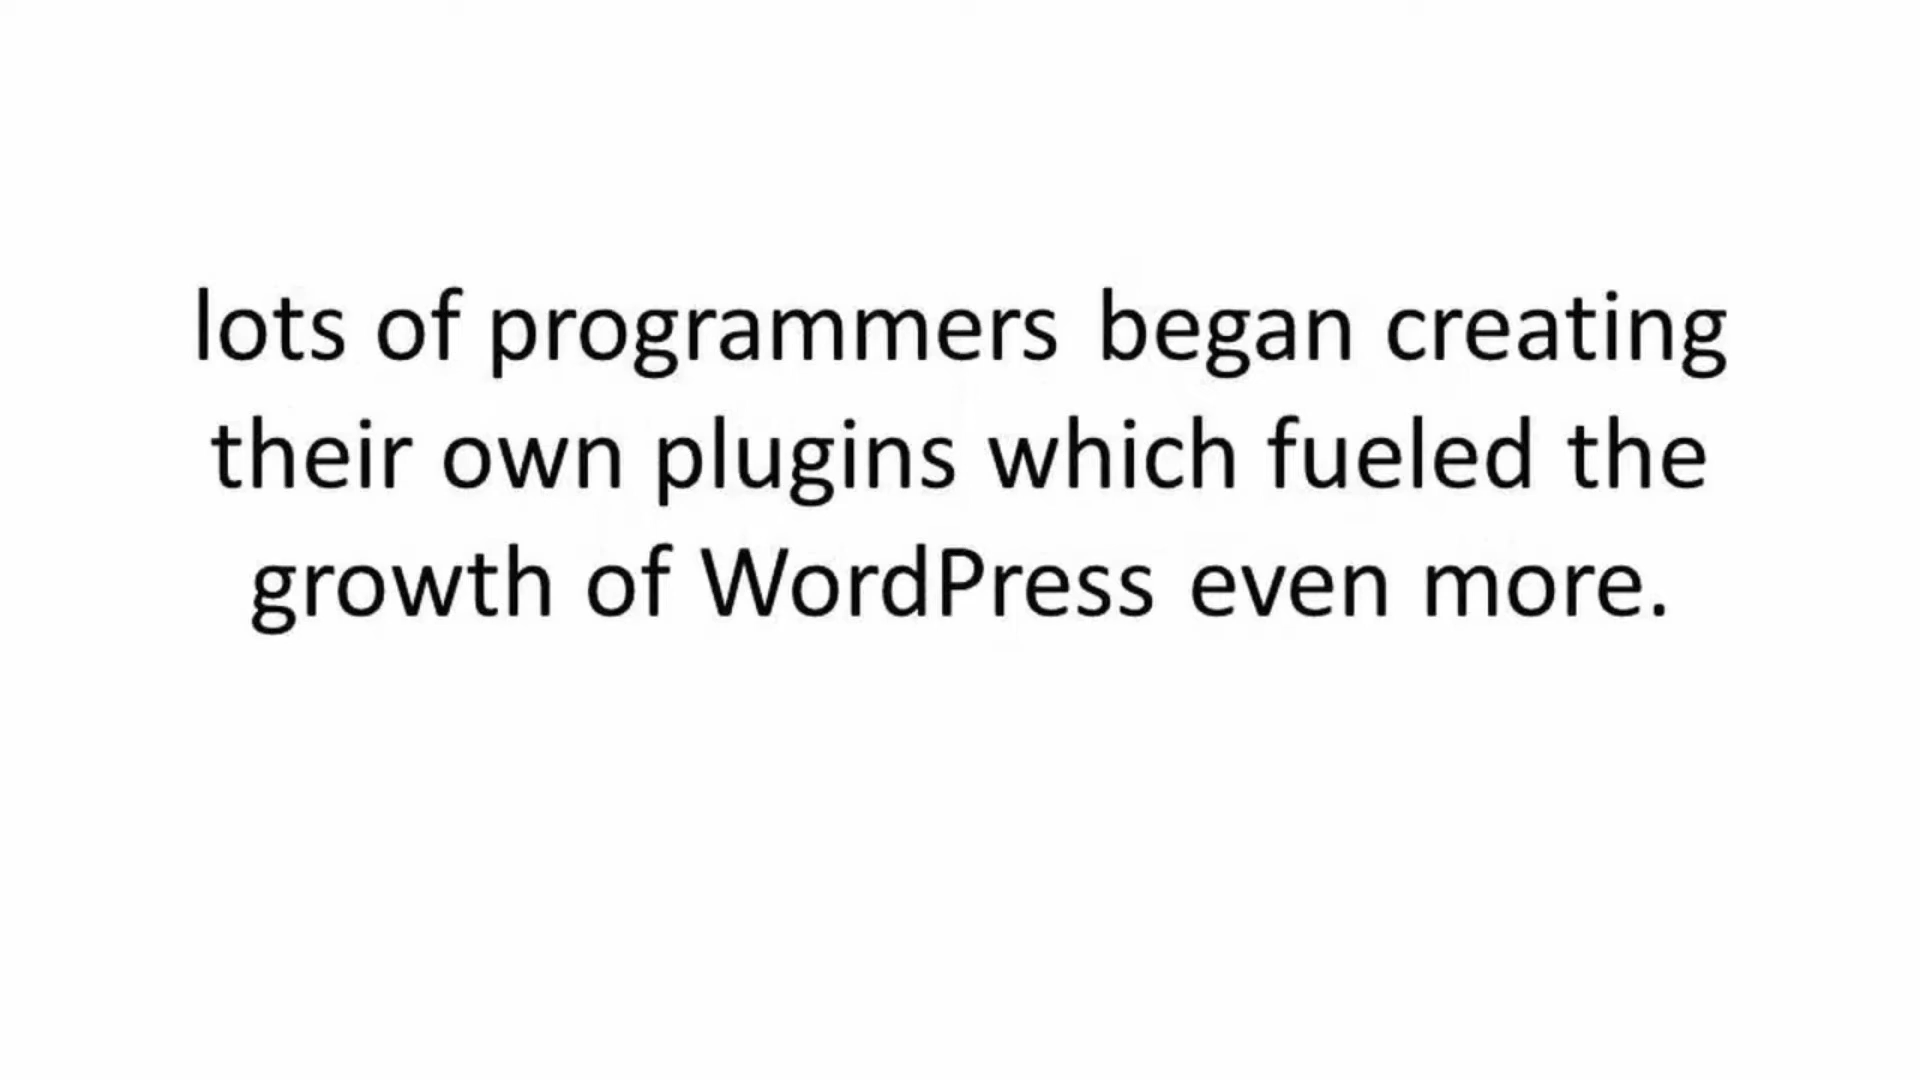 lots of programmers began creating
their own plugins which fueled the
growth of WordPress even more.